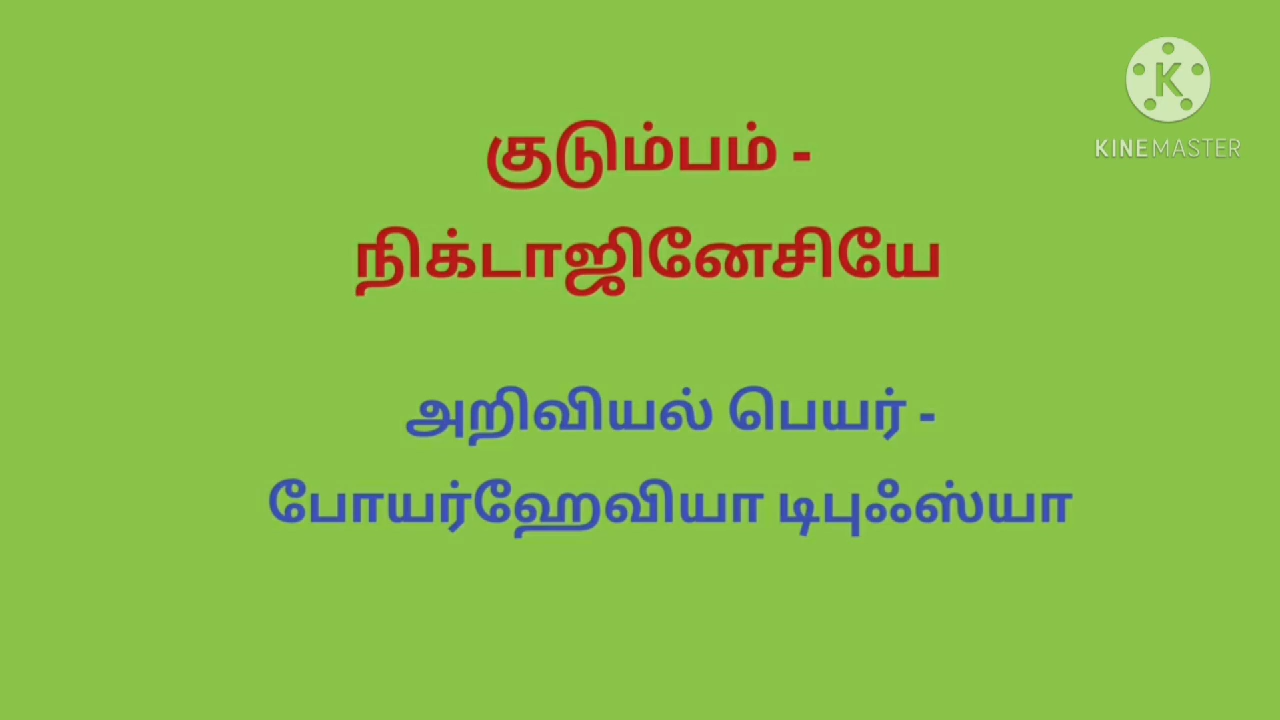 குடும்பம் -
நிக்டாஜினேசியே
அறிவியல் பெயர் -
போயர்ஹேவியா டிபுஃஸ்யா
K
KINEMASTER